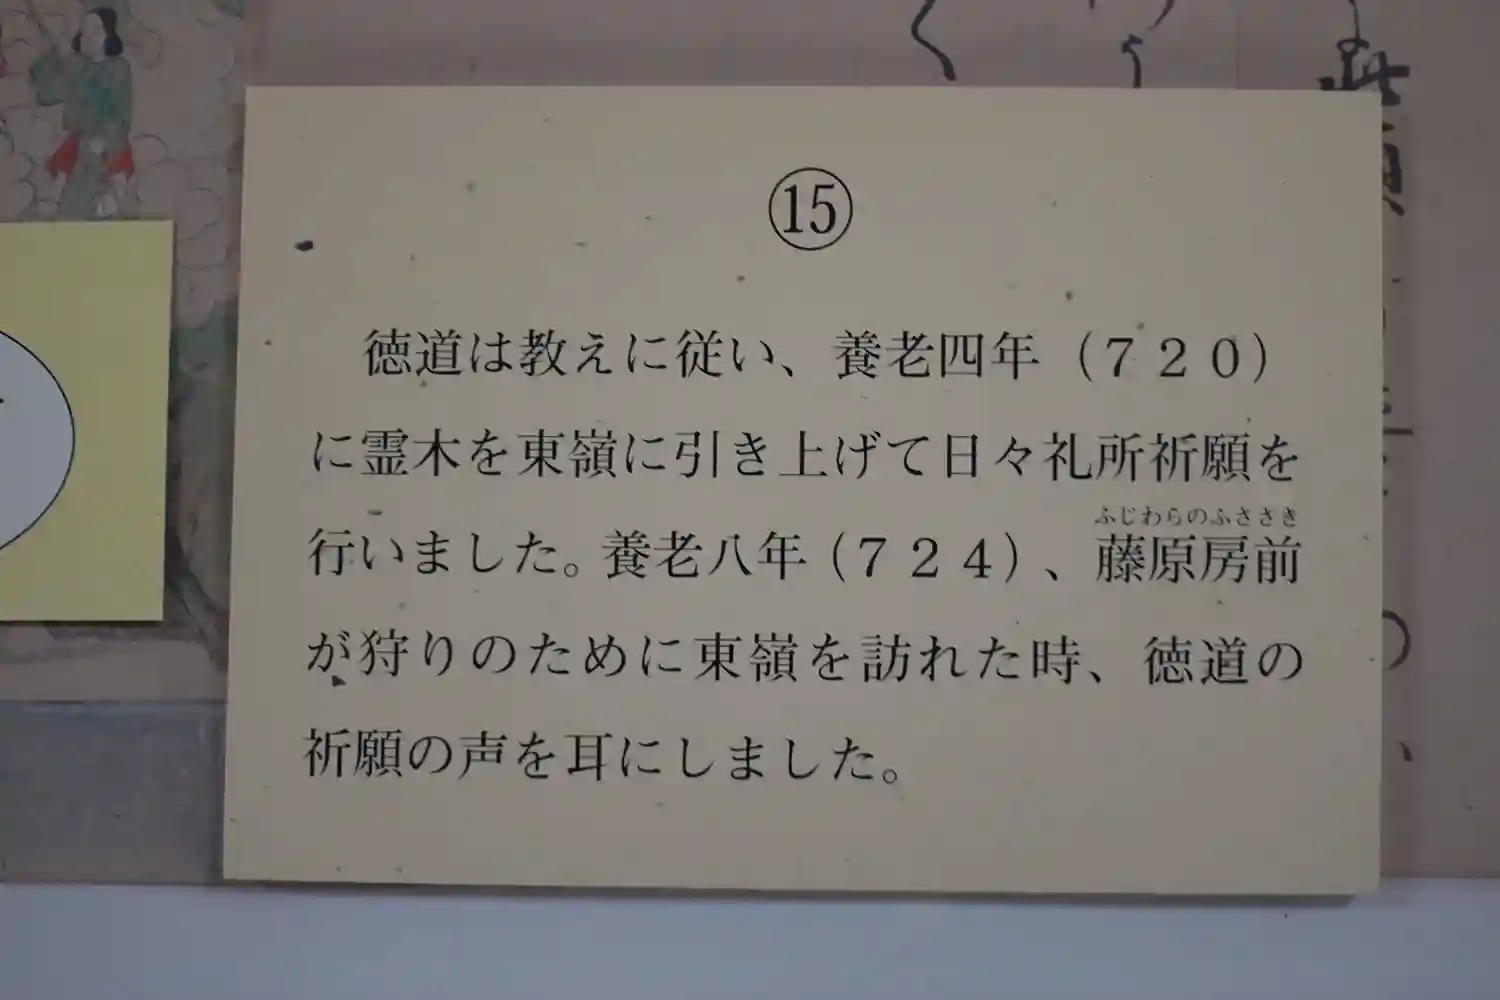 ⑮
徳道は教えに従い、養老四年（７２０）
に霊木を東嶺に引き上げて日々礼所祈願を
ふじわらのふささき
行いました。養老八年（７２４）、藤原房前
が狩りのために東嶺を訪れた時、徳道の
祈願の声を耳にしました。